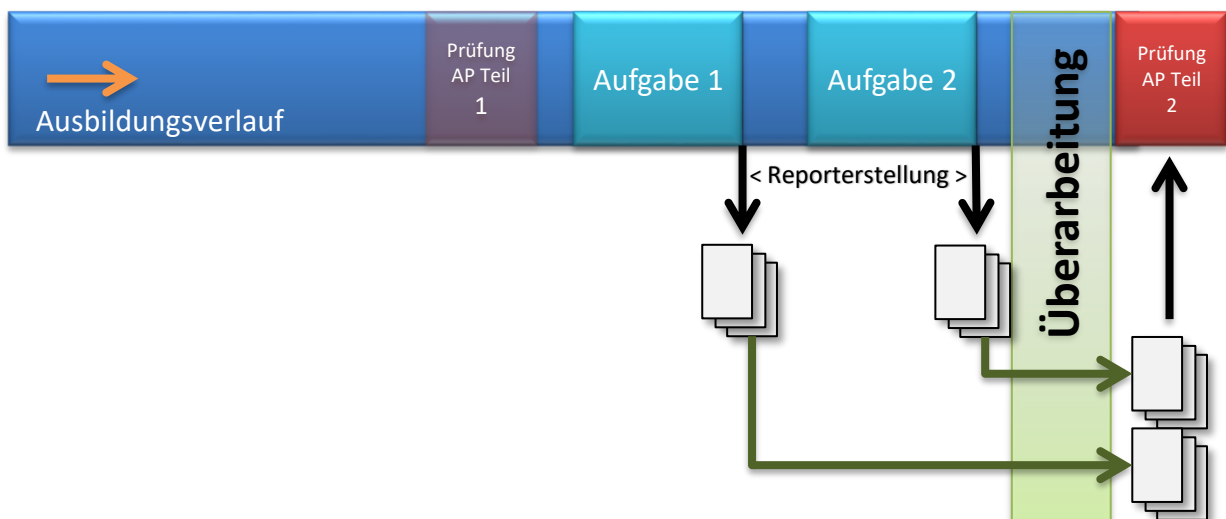 Ausbildungsverlauf
Prüfung
AP Teil
1
Aufgabe 1
Aufgabe 2
Überarbeitung
Prüfung
AP Teil
2
< Reporterstellung >